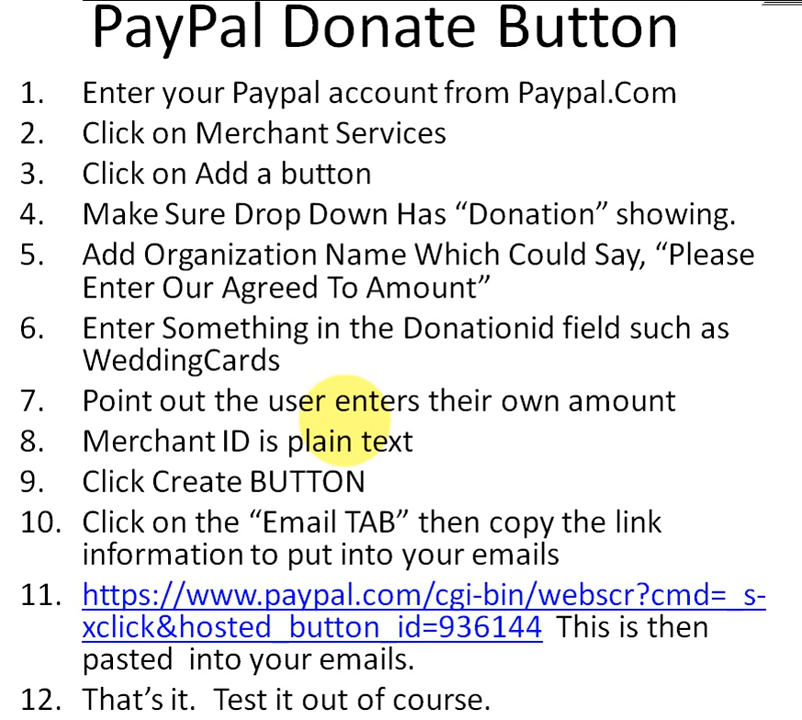 PayPal Donate Button
1. Enter your Paypal account from Paypal.Com
2. Click on Merchant Services
3. Click on Add a button
4. Make Sure Drop Down Has “Donation” showing.
5. Add Organization Name Which Could Say, “Please
Enter Our Agreed To Amount”
6. Enter Something in the Donationid field such as
WeddingCards
7. Point out the user enters their own amount
8. Merchant ID is plain text
9. Click Create BUTTON
10. Click on the “Email TAB” then copy the link
information to put into your emails
11. https://www.paypal.com/cgi-bin/webscr?cmd=_s-
xclick&hosted_button_id=936144 This is then
pasted into your emails.
12. That’s it. Test it out of course.